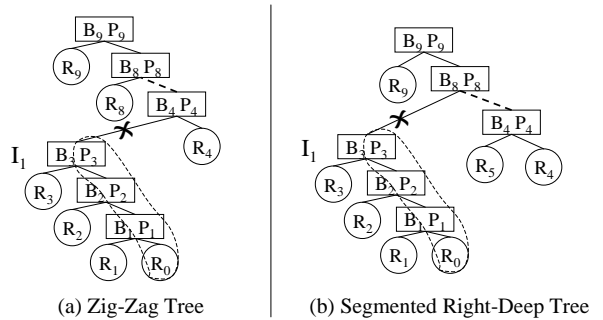 B9 P9
R9
B8 P8
R8
B4 P4
R4
I1
B3 P3
R3
B2 P2
R2
B1 P1
R1
R0
(a) Zig-Zag Tree
B9 P9
R9
B8 P8
B4 P4
R5
R4
I1
B3 P3
R3
B2 P2
R2
B1 P1
R1
R0
(b) Segmented Right-Deep Tree